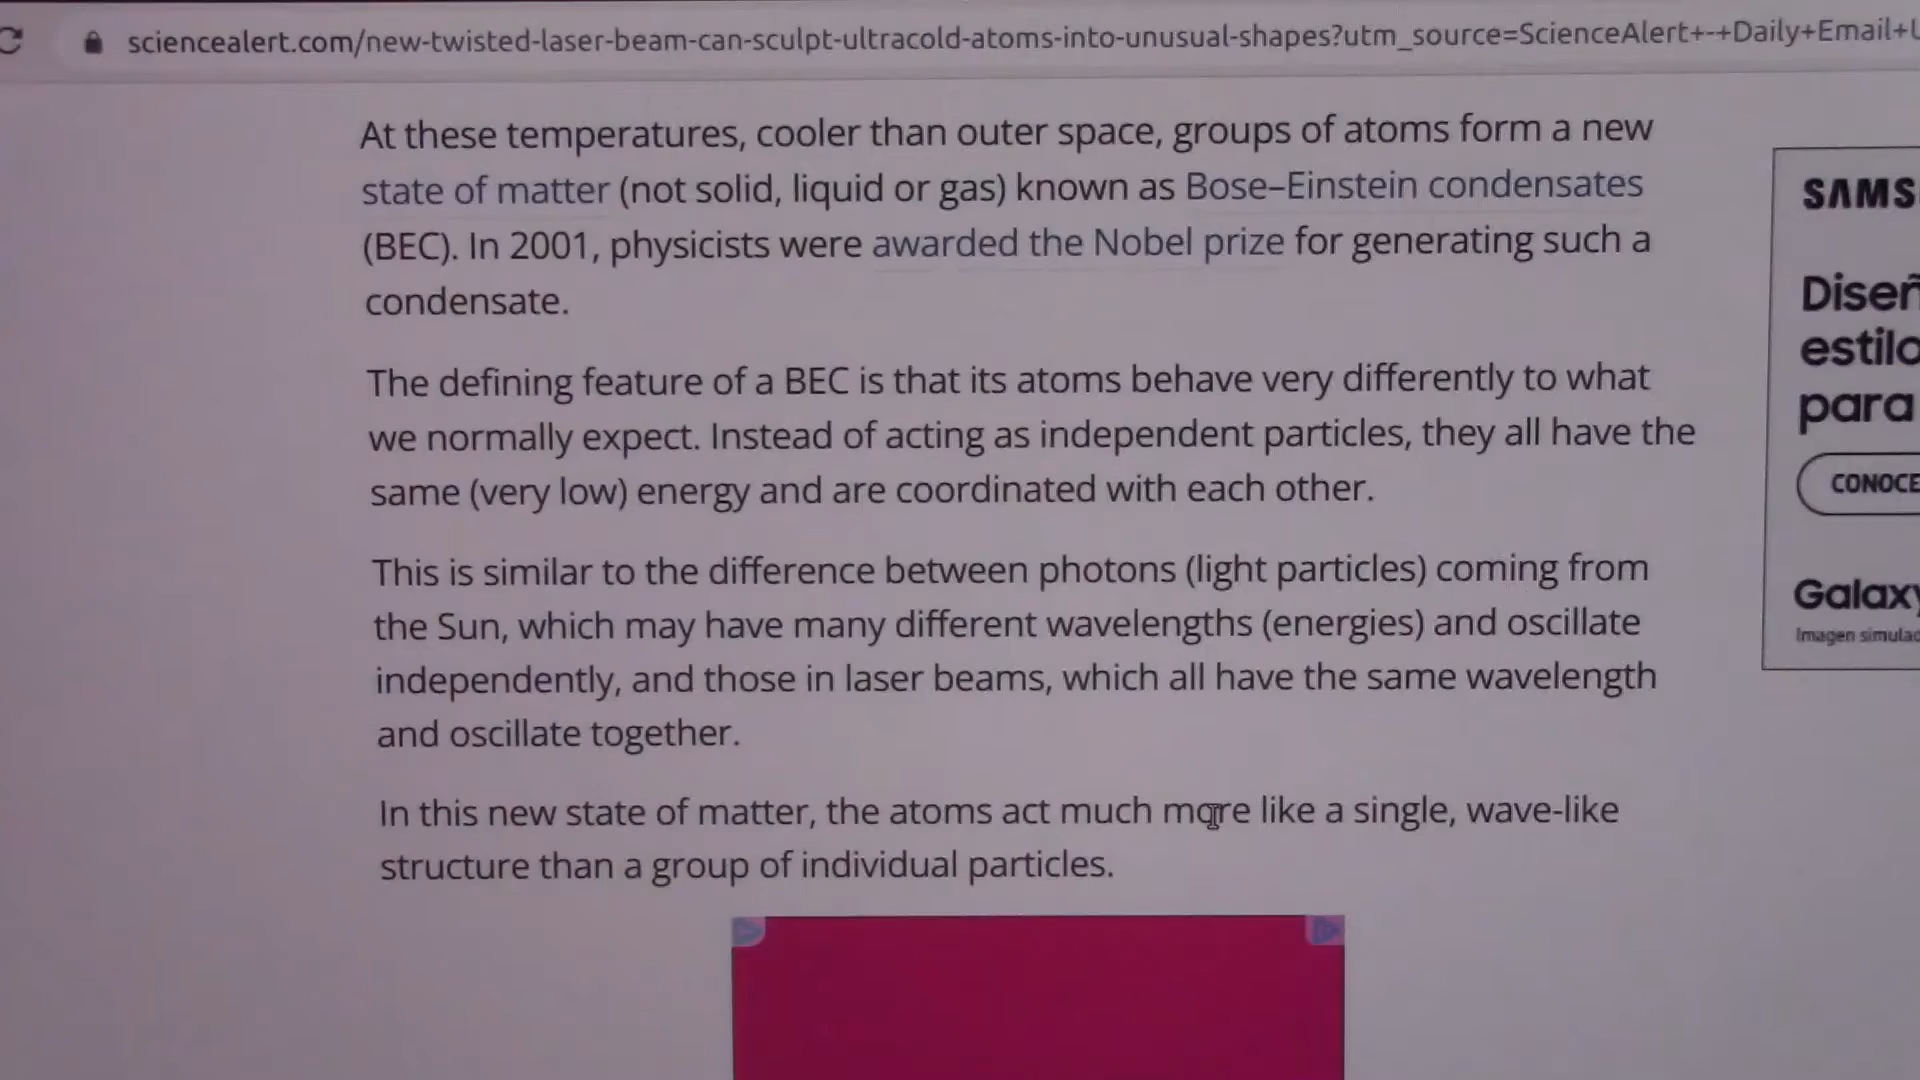 sciencealert.com/new-twisted-laser-beam-can-sculpt-ultracold-atoms-into-unusual-shapes?utm_source=ScienceAlert+-+Daily+Email+U
At these temperatures, cooler than outer space, groups of atoms form a new
state of matter (not solid, liquid or gas) known as Bose–Einstein condensates
(BEC). In 2001, physicists were awarded the Nobel prize for generating such a
condensate.
The defining feature of a BEC is that its atoms behave very differently to what
we normally expect. Instead of acting as independent particles, they all have the
same (very low) energy and are coordinated with each other.
This is similar to the difference between photons (light particles) coming from
the Sun, which may have many different wavelengths (energies) and oscillate
independently, and those in laser beams, which all have the same wavelength
and oscillate together.
In this new state of matter, the atoms act much more like a single, wave-like
structure than a group of individual particles.
SAMS
Diseñ
estilo
para
CONOCE
Galaxy
Imagen simulad